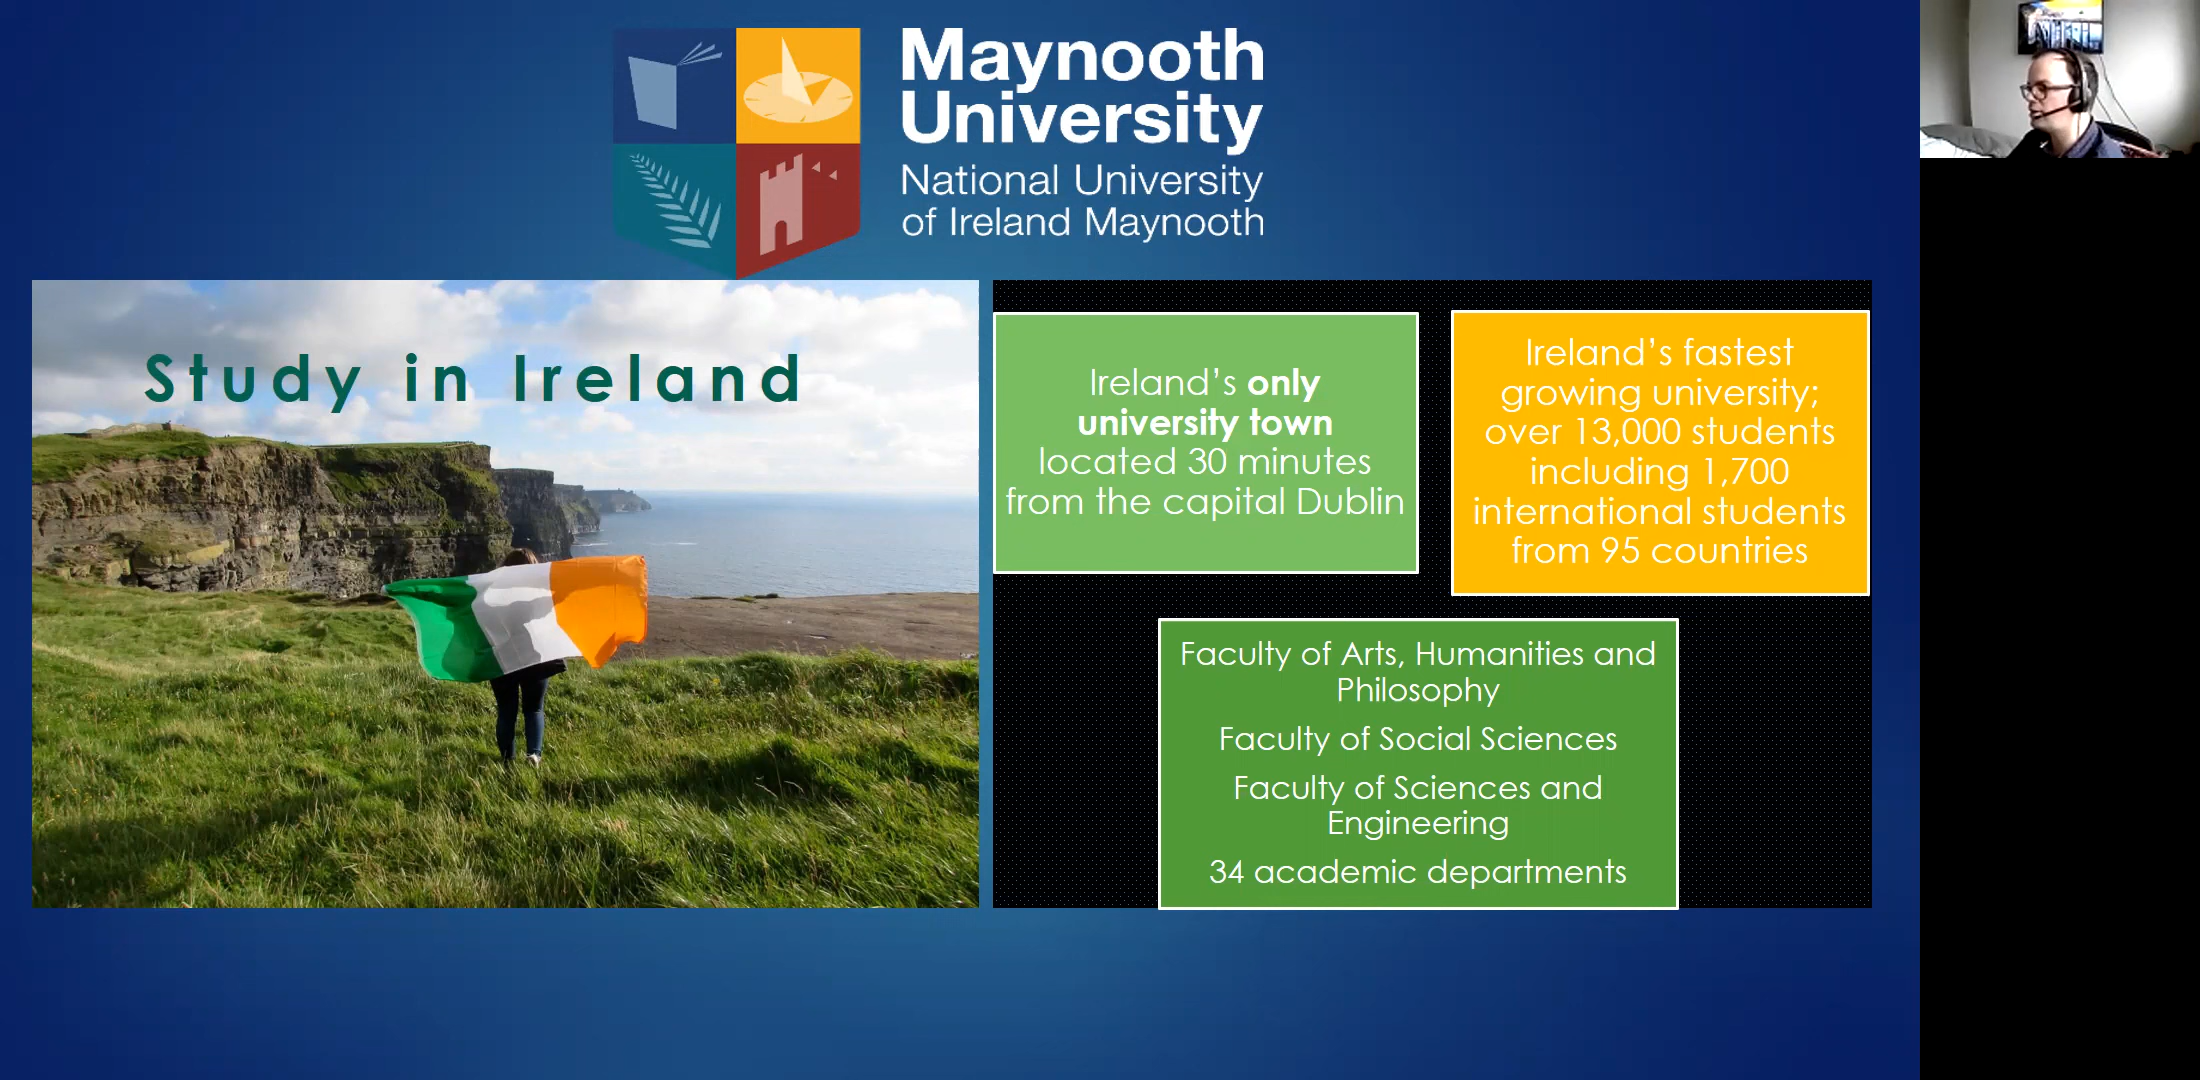 Maynooth
University
National University
of Ireland Maynooth
Study in Ireland
Ireland’s only
university town
located 30 minutes
from the capital Dublin
Ireland’s fastest
growing university;
over 13,000 students
including 1,700
international students
from 95 countries
Faculty of Arts, Humanities and
Philosophy
Faculty of Social Sciences
Faculty of Sciences and
Engineering
34 academic departments